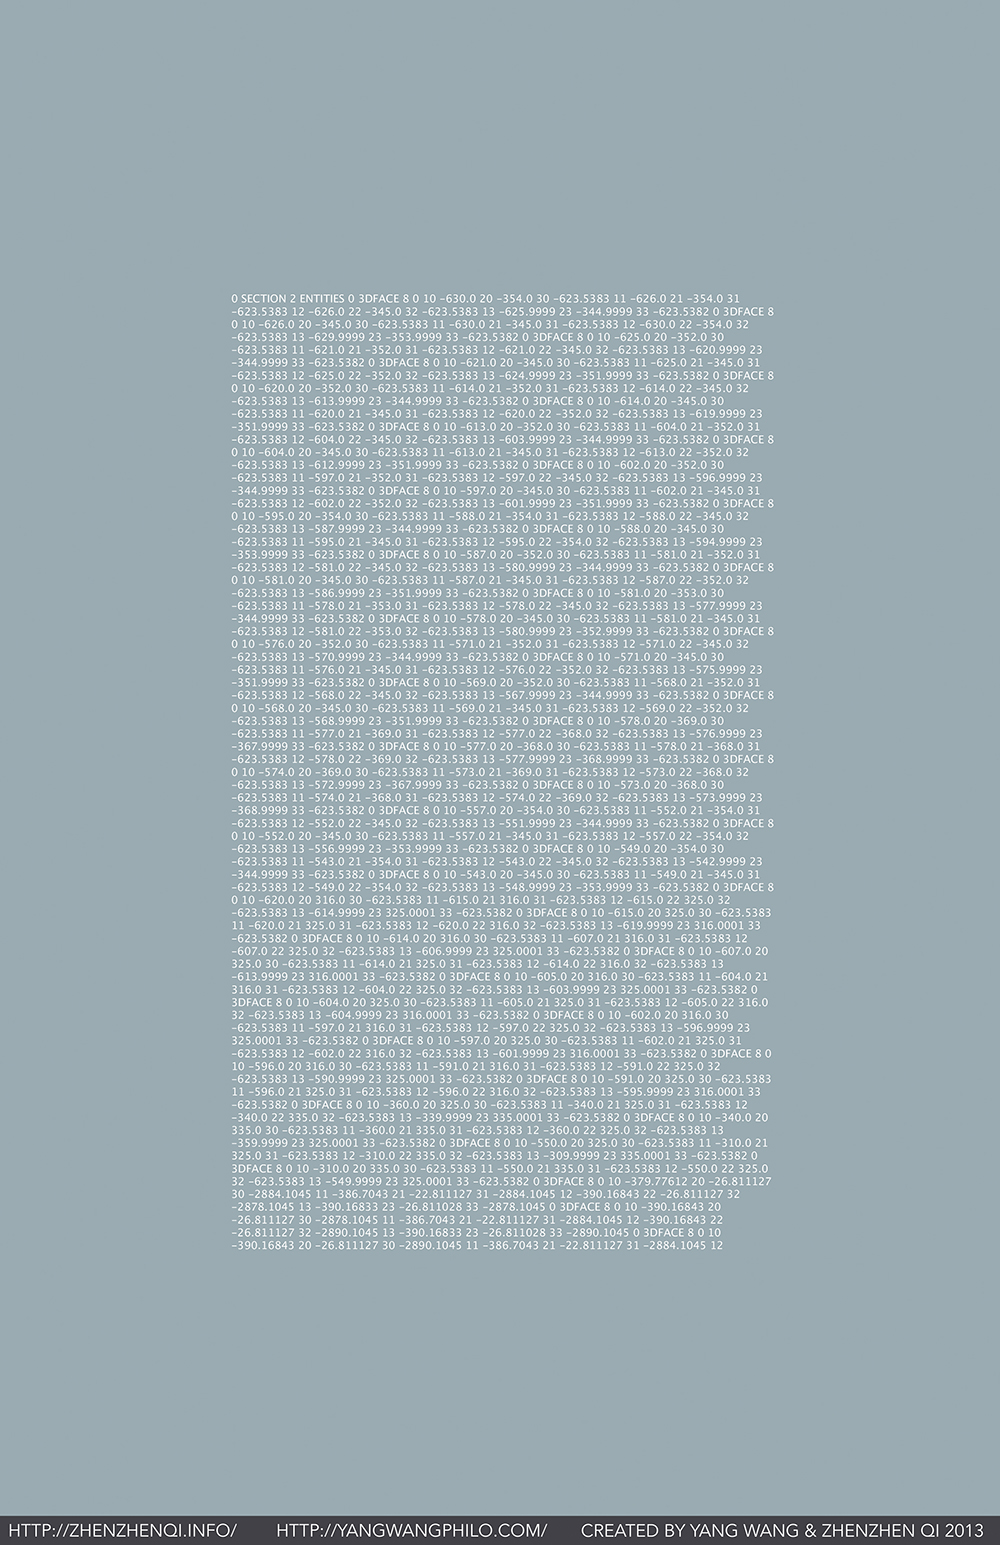 0 SECTION 2 ENTITIES 0 3DFACE 8 0 10 -630.0 20 -354.0 30 -623.5383 11 -626.0 21 -354.0 31
-623.5383 12 -626.0 22 -345.0 32 -623.5383 13 -625.9999 23 -344.9999 33 -623.5382 0 3DFACE 8
0 10 -626.0 20 -345.0 30 -623.5383 11 -630.0 21 -345.0 31 -623.5383 12 -630.0 22 -354.0 32
-623.5383 13 -629.9999 23 -353.9999 33 -623.5382 0 3DFACE 8 0 10 -625.0 20 -352.0 30
-623.5383 11 -621.0 21 -352.0 31 -623.5383 12 -621.0 22 -345.0 32 -623.5383 13 -620.9999 23
-344.9999 33 -623.5382 0 3DFACE 8 0 10 -621.0 20 -345.0 30 -623.5383 11 -625.0 21 -345.0 31
-623.5383 12 -625.0 22 -352.0 32 -623.5383 13 -624.9999 23 -351.9999 33 -623.5382 0 3DFACE 8
0 10 -620.0 20 -352.0 30 -623.5383 11 -614.0 21 -352.0 31 -623.5383 12 -614.0 22 -345.0 32
-623.5383 13 -613.9999 23 -344.9999 33 -623.5382 0 3DFACE 8 0 10 -614.0 20 -345.0 30
-623.5383 11 -620.0 21 -345.0 31 -623.5383 12 -620.0 22 -352.0 32 -623.5383 13 -619.9999 23
-351.9999 33 -623.5382 0 3DFACE 8 0 10 -613.0 20 -352.0 30 -623.5383 11 -604.0 21 -352.0 31
-623.5383 12 -604.0 22 -345.0 32 -623.5383 13 -603.9999 23 -344.9999 33 -623.5382 0 3DFACE 8
0 10 -604.0 20 -345.0 30 -623.5383 11 -613.0 21 -345.0 31 -623.5383 12 -613.0 22 -352.0 32
-623.5383 13 -612.9999 23 -351.9999 33 -623.5382 0 3DFACE 8 0 10 -602.0 20 -352.0 30
-623.5383 11 -597.0 21 -352.0 31 -623.5383 12 -597.0 22 -345.0 32 -623.5383 13 -596.9999 23
-344.9999 33 -623.5382 0 3DFACE 8 0 10 -597.0 20 -345.0 30 -623.5383 11 -602.0 21 -345.0 31
-623.5383 12 -602.0 22 -352.0 32 -623.5383 13 -601.9999 23 -351.9999 33 -623.5382 0 3DFACE 8
0 10 -595.0 20 -354.0 30 -623.5383 11 -588.0 21 -354.0 31 -623.5383 12 -588.0 22 -345.0 32
-623.5383 13 -587.9999 23 -344.9999 33 -623.5382 0 3DFACE 8 0 10 -588.0 20 -345.0 30
-623.5383 11 -595.0 21 -345.0 31 -623.5383 12 -595.0 22 -354.0 32 -623.5383 13 -594.9999 23
-353.9999 33 -623.5382 0 3DFACE 8 0 10 -587.0 20 -352.0 30 -623.5383 11 -581.0 21 -352.0 31
-623.5383 12 -581.0 22 -345.0 32 -623.5383 13 -580.9999 23 -344.9999 33 -623.5382 0 3DFACE 8
0 10 -581.0 20 -345.0 30 -623.5383 11 -587.0 21 -345.0 31 -623.5383 12 -587.0 22 -352.0 32
-623.5383 13 -586.9999 23 -351.9999 33 -623.5382 0 3DFACE 8 0 10 -581.0 20 -353.0 30
-623.5383 11 -578.0 21 -353.0 31 -623.5383 12 -578.0 22 -345.0 32 -623.5383 13 -577.9999 23
-344.9999 33 -623.5382 0 3DFACE 8 0 10 -578.0 20 -345.0 30 -623.5383 11 -581.0 21 -345.0 31
-623.5383 12 -581.0 22 -353.0 32 -623.5383 13 -580.9999 23 -352.9999 33 -623.5382 0 3DFACE 8
0 10 -576.0 20 -352.0 30 -623.5383 11 -571.0 21 -352.0 31 -623.5383 12 -571.0 22 -345.0 32
-623.5383 13 -570.9999 23 -344.9999 33 -623.5382 0 3DFACE 8 0 10 -571.0 20 -345.0 30
-623.5383 11 -576.0 21 -345.0 31 -623.5383 12 -576.0 22 -352.0 32 -623.5383 13 -575.9999 23
-351.9999 33 -623.5382 0 3DFACE 8 0 10 -569.0 20 -352.0 30 -623.5383 11 -568.0 21 -352.0 31
-623.5383 12 -568.0 22 -345.0 32 -623.5383 13 -567.9999 23 -344.9999 33 -623.5382 0 3DFACE 8
0 10 -568.0 20 -345.0 30 -623.5383 11 -569.0 21 -345.0 31 -623.5383 12 -569.0 22 -352.0 32
-623.5383 13 -568.9999 23 -351.9999 33 -623.5382 0 3DFACE 8 0 10 -578.0 20 -369.0 30
-623.5383 11 -577.0 21 -369.0 31 -623.5383 12 -577.0 22 -368.0 32 -623.5383 13 -576.9999 23
-367.9999 33 -623.5382 0 3DFACE 8 0 10 -577.0 20 -368.0 30 -623.5383 11 -578.0 21 -368.0 31
-623.5383 12 -578.0 22 -369.0 32 -623.5383 13 -577.9999 23 -368.9999 33 -623.5382 0 3DFACE 8
0 10 -574.0 20 -369.0 30 -623.5383 11 -573.0 21 -369.0 31 -623.5383 12 -573.0 22 -368.0 32
-623.5383 13 -572.9999 23 -367.9999 33 -623.5382 0 3DFACE 8 0 10 -573.0 20 -368.0 30
-623.5383 11 -574.0 21 -368.0 31 -623.5383 12 -574.0 22 -369.0 32 -623.5383 13 -573.9999 23
-368.9999 33 -623.5382 0 3DFACE 8 0 10 -557.0 20 -354.0 30 -623.5383 11 -552.0 21 -354.0 31
-623.5383 12 -552.0 22 -345.0 32 -623.5383 13 -551.9999 23 -344.9999 33 -623.5382 0 3DFACE 8
0 10 -552.0 20 -345.0 30 -623.5383 11 -557.0 21 -345.0 31 -623.5383 12 -557.0 22 -354.0 32
-623.5383 13 -556.9999 23 -353.9999 33 -623.5382 0 3DFACE 8 0 10 -549.0 20 -354.0 30
-623.5383 11 -543.0 21 -354.0 31 -623.5383 12 -543.0 22 -345.0 32 -623.5383 13 -542.9999 23
-344.9999 33 -623.5382 0 3DFACE 8 0 10 -543.0 20 -345.0 30 -623.5383 11 -549.0 21 -345.0 31
-623.5383 12 -549.0 22 -354.0 32 -623.5383 13 -548.9999 23 -353.9999 33 -623.5382 0 3DFACE 8
0 10 -620.0 20 316.0 30 -623.5383 11 -615.0 21 316.0 31 -623.5383 12 -615.0 22 325.0 32
-623.5383 13 -614.9999 23 325.0001 33 -623.5382 0 3DFACE 8 0 10 -615.0 20 325.0 30 -623.5383
11 -620.0 21 325.0 31 -623.5383 12 -620.0 22 316.0 32 -623.5383 13 -619.9999 23 316.0001 33
-623.5382 0 3DFACE 8 0 10 -614.0 20 316.0 30 -623.5383 11 -607.0 21 316.0 31 -623.5383 12
-607.0 22 325.0 32 -623.5383 13 -606.9999 23 325.0001 33 -623.5382 0 3DFACE 8 0 10 -607.0 20
325.0 30 -623.5383 11 -614.0 21 325.0 31 -623.5383 12 -614.0 22 316.0 32 -623.5383 13
-613.9999 23 316.0001 33 -623.5382 0 3DFACE 8 0 10 -605.0 20 316.0 30 -623.5383 11 -604.0 21
316.0 31 -623.5383 12 -604.0 22 325.0 32 -623.5383 13 -603.9999 23 325.0001 33 -623.5382 0
3DFACE 8 0 10 -604.0 20 325.0 30 -623.5383 11 -605.0 21 325.0 31 -623.5383 12 -605.0 22 316.0
32 -623.5383 13 -604.9999 23 316.0001 33 -623.5382 0 3DFACE 8 0 10 -602.0 20 316.0 30
-623.5383 11 -597.0 21 316.0 31 -623.5383 12 -597.0 22 325.0 32 -623.5383 13 -596.9999 23
325.0001 33 -623.5382 0 3DFACE 8 0 10 -597.0 20 325.0 30 -623.5383 11 -602.0 21 325.0 31
-623.5383 12 -602.0 22 316.0 32 -623.5383 13 -601.9999 23 316.0001 33 -623.5382 0 3DFACE 8 0
10 -596.0 20 316.0 30 -623.5383 11 -591.0 21 316.0 31 -623.5383 12 -591.0 22 325.0 32
-623.5383 13 -590.9999 23 325.0001 33 -623.5382 0 3DFACE 8 0 10 -591.0 20 325.0 30 -623.5383
11 -596.0 21 325.0 31 -623.5383 12 -596.0 22 316.0 32 -623.5383 13 -595.9999 23 316.0001 33
-623.5382 0 3DFACE 8 0 10 -360.0 20 325.0 30 -623.5383 11 -340.0 21 325.0 31 -623.5383 12
-340.0 22 335.0 32 -623.5383 13 -339.9999 23 335.0001 33 -623.5382 0 3DFACE 8 0 10 -340.0 20
335.0 30 -623.5383 11 -360.0 21 335.0 31 -623.5383 12 -360.0 22 325.0 32 -623.5383 13
-359.9999 23 325.0001 33 -623.5382 0 3DFACE 8 0 10 -550.0 20 325.0 30 -623.5383 11 -310.0 21
325.0 31 -623.5383 12 -310.0 22 335.0 32 -623.5383 13 -309.9999 23 335.0001 33 -623.5382 0
3DFACE 8 0 10 -310.0 20 335.0 30 -623.5383 11 -550.0 21 335.0 31 -623.5383 12 -550.0 22 325.0
32 -623.5383 13 -549.9999 23 325.0001 33 -623.5382 0 3DFACE 8 0 10 -379.77612 20 -26.811127
30 -2884.1045 11 -386.7043 21 -22.811127 31 -2884.1045 12 -390.16843 22 -26.811127 32
-2878.1045 13 -390.16833 23 -26.811028 33 -2878.1045 0 3DFACE 8 0 10 -390.16843 20
-26.811127 30 -2878.1045 11 -386.7043 21 -22.811127 31 -2884.1045 12 -390.16843 22
-26.811127 32 -2890.1045 13 -390.16833 23 -26.811028 33 -2890.1045 0 3DFACE 8 0 10
-390.16843 20 -26.811127 30 -2890.1045 11 -386.7043 21 -22.811127 31 -2884.1045 12
HTTP://ZHENZHENQI.INFO/ HTTP://YANGWANGPHILO.COM/ CREATED BY YANG WANG & ZHENZHEN QI 2013